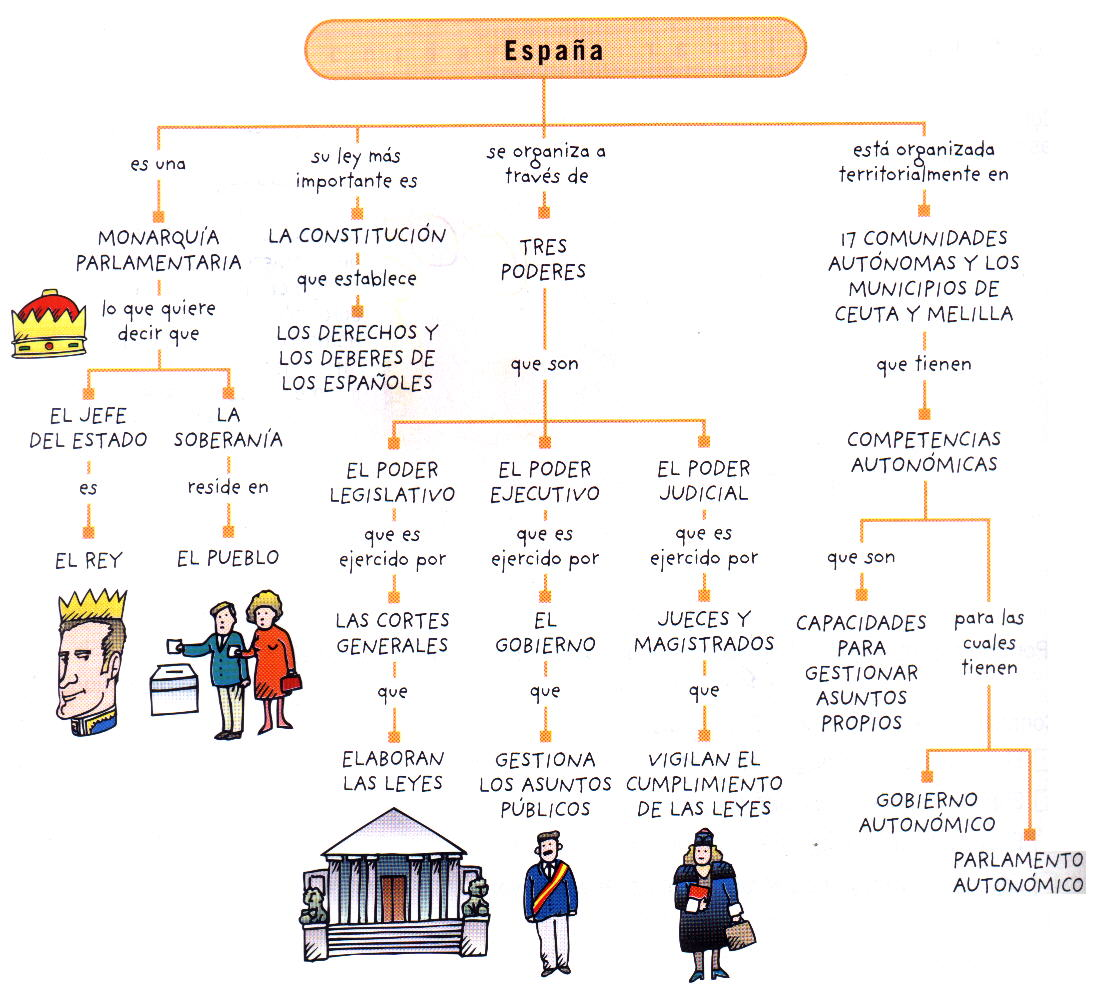 España
es una
MONARQUÍA
PARLAMENTARIA
lo que quiere
decir que
EL JEFE
DEL ESTADO
es
EL REY
LA
SOBERANÍA
reside en
EL PUEBLO
su ley más
importante es
LA CONSTITUCIÓN
que establece
LOS DERECHOS Y
LOS DEBERES DE
LOS ESPAÑOLES
se organiza a
través de
TRES
PODERES
que son
EL PODER
LEGISLATIVO
que es
ejercido por
LAS CORTES
GENERALES
que
ELABORAN
LAS LEYES
EL PODER
EJECUTIVO
que es
ejercido por
EL
GOBIERNO
que
GESTIONA
LOS ASUNTOS
PÚBLICOS
EL PODER
JUDICIAL
que es
ejercido por
JUECES Y
MAGISTRADOS
que
VIGILAN EL
CUMPLIMIENTO
DE LAS LEYES
está organizada
territorialmente en
17 COMUNIDADES
AUTÓNOMAS Y LOS
MUNICIPIOS DE
CEUTA Y MELILLA
que tienen
COMPETENCIAS
AUTONÓMICAS
que son
CAPACIDADES
PARA
GESTIONAR
ASUNTOS
PROPIOS
para las
cuales
tienen
GOBIERNO
AUTONÓMICO
PARLAMENTO
AUTONÓMICO